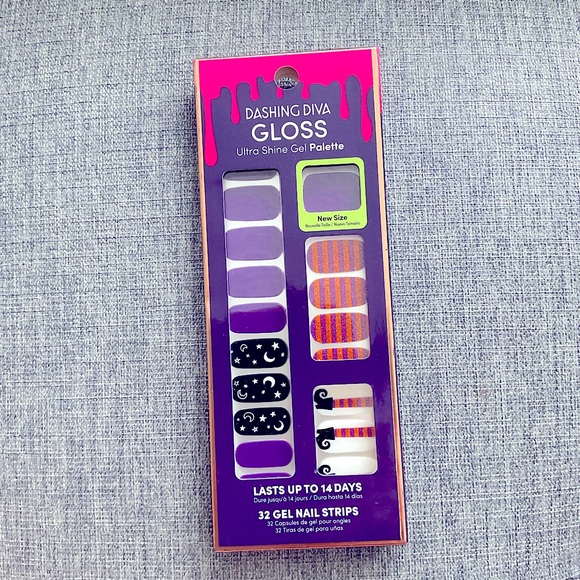 DASHING DIVA
GLOSS
Ultra Shine Gel Palette
New Size
Nouvelle Taille / Nuevo Tamaño
LASTS UP TO 14 DAYS
Dure jusqu'à 14 jours / Dura hasta 14 días
32 GEL NAIL STRIPS
32 Capsules de gel pour ongles
32 Tiras de gel para uñas